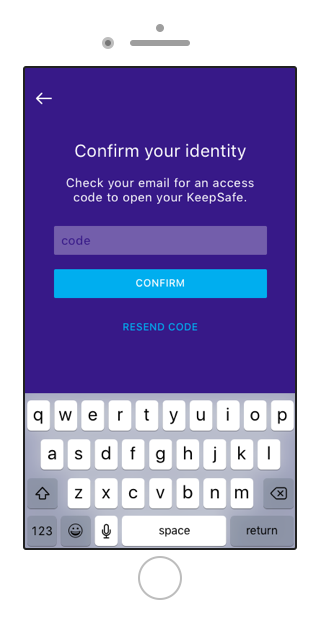 Confirm your identity
Check your email for an access
code to open your KeepSafe.
code
CONFIRM
RESEND CODE
q w e r t y u i o p
a s d f g h j k l
z x c v b n m
123 space return